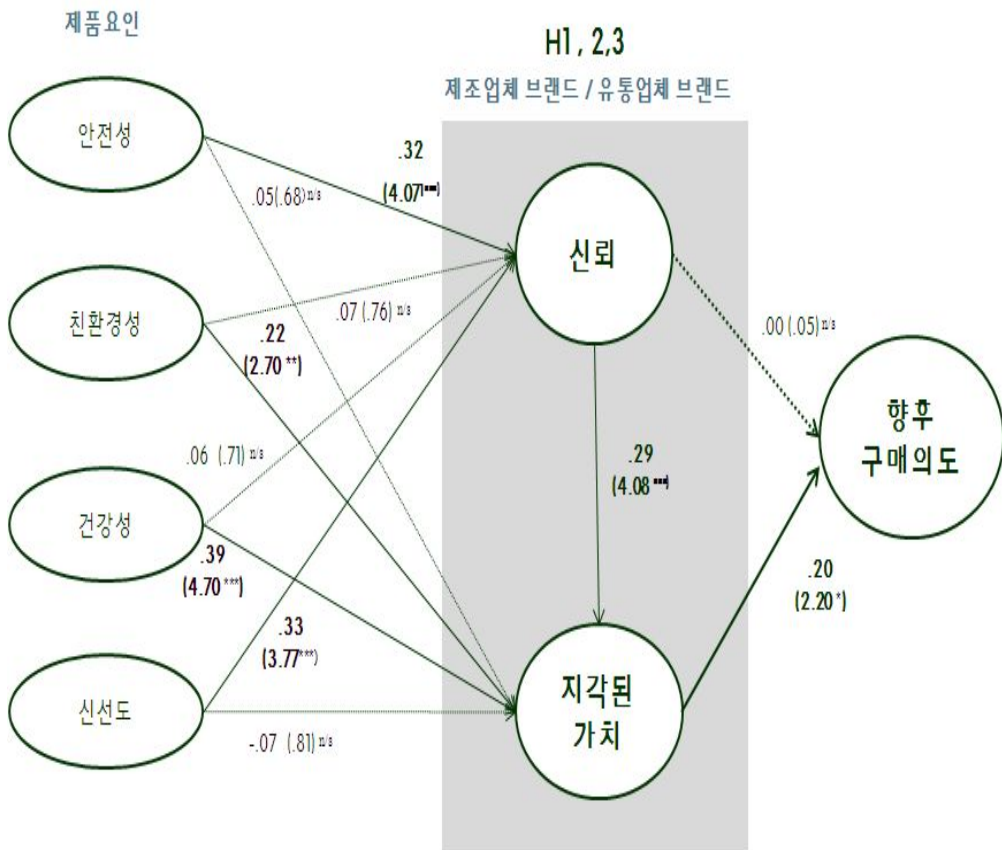 제품요인
H1 , 2,3
제조업체 브랜드 / 유통업체 브랜드
안전성
.32
(4.07***)
.05(.68) n/s
신뢰
친환경성
.07 (.76) n/s
.22
(2.70 **)
.00 (.05) n/s
향후
구매의도
.06 (.71) n/s
.29
(4.08 ***)
건강성
.39
(4.70 ***)
.20
(2.20 *)
.33
(3.77***)
신선도
-.07 (.81) n/s
지각된
가치